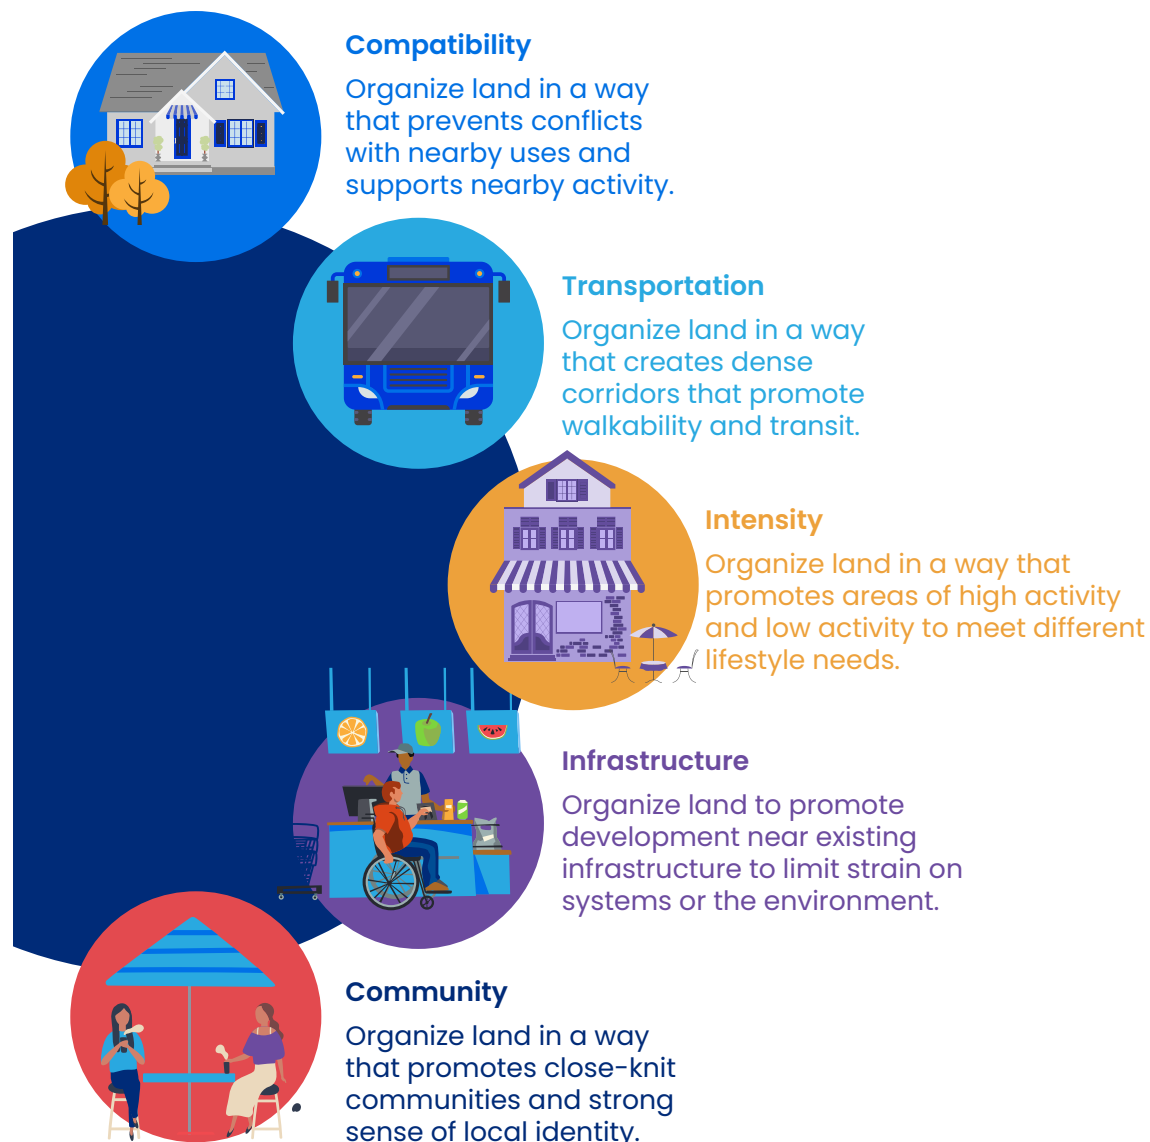 Compatibility
Organize land in a way
that prevents conflicts
with nearby uses and
supports nearby activity.
Transportation
Organize land in a way
that creates dense
corridors that promote
walkability and transit.
Intensity
Organize land in a way that
promotes areas of high activity
and low activity to meet different
lifestyle needs.
Infrastructure
Organize land to promote
development near existing
infrastructure to limit strain on
systems or the environment.
Community
Organize land in a way
that promotes close-knit
communities and strong
sense of local identity.